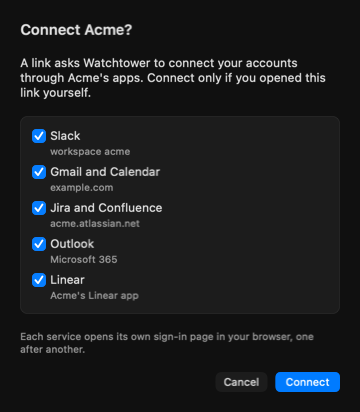 Connect Acme?
A link asks Watchtower to connect your accounts
through Acme's apps. Connect only if you opened this
link yourself.
Slack
workspace acme
Gmail and Calendar
example.com
Jira and Confluence
acme.atlassian.net
Outlook
Microsoft 365
Linear
Acme's Linear app
Each service opens its own sign-in page in your browser, one
after another.
Cancel
Connect